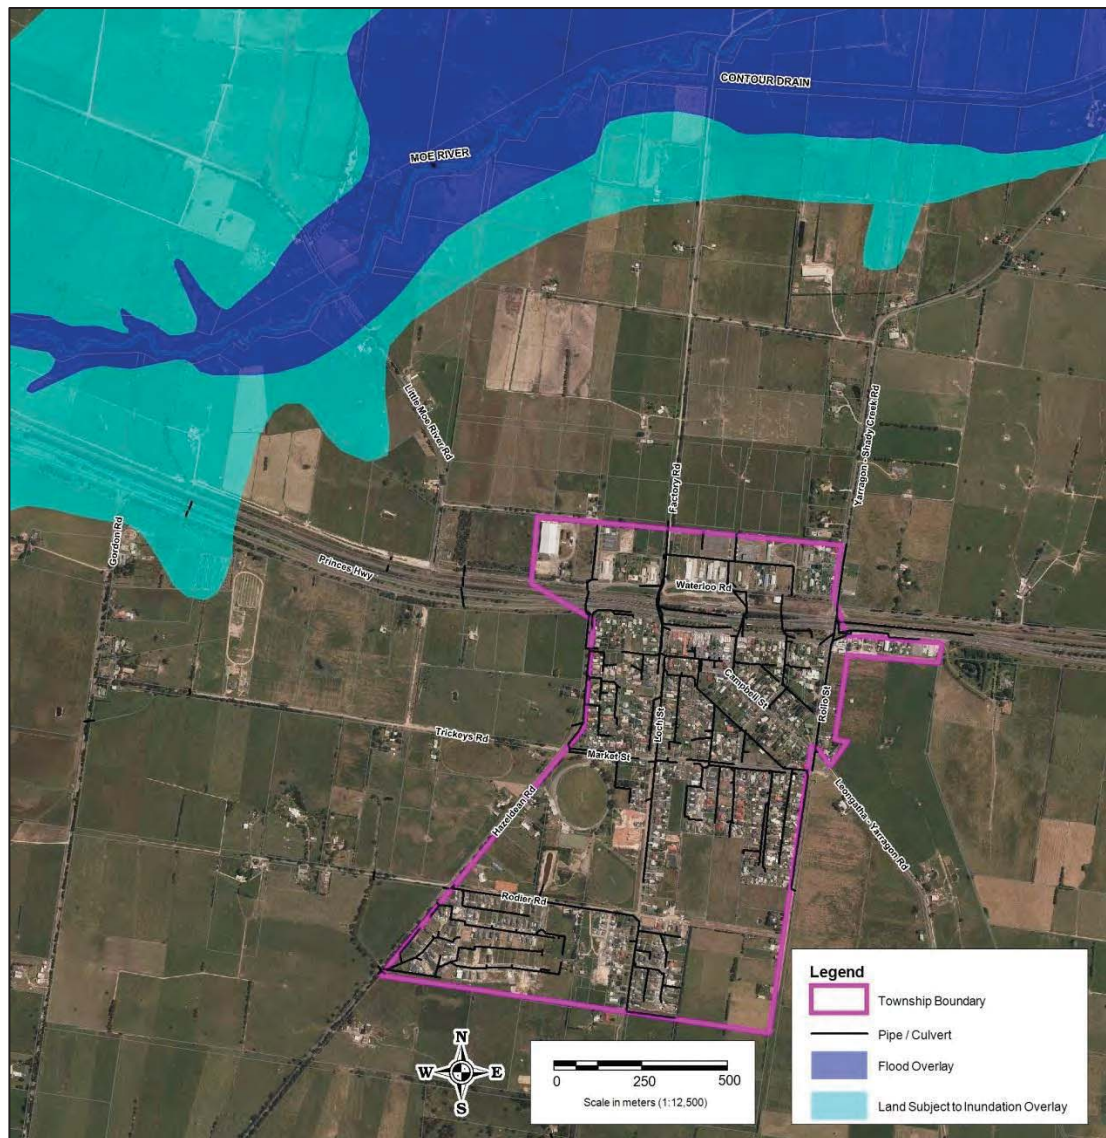 CONTOUR DRAIN
MOE RIVER
Little Moe River Rd
Yarragon - Shady Creek Rd
Factory Rd
Gordon Rd
Princes Hwy
Waterloo Rd
Campbell St
Rollo St
Loch St
Trickeys Rd
Market St
Hazeldean Rd
Leongatha - Yarragon Rd
Rodier Rd
Legend
Township Boundary
Pipe / Culvert
Flood Overlay
Land Subject to Inundation Overlay
N
W E
S
0 250 500
Scale in meters (1:12,500)